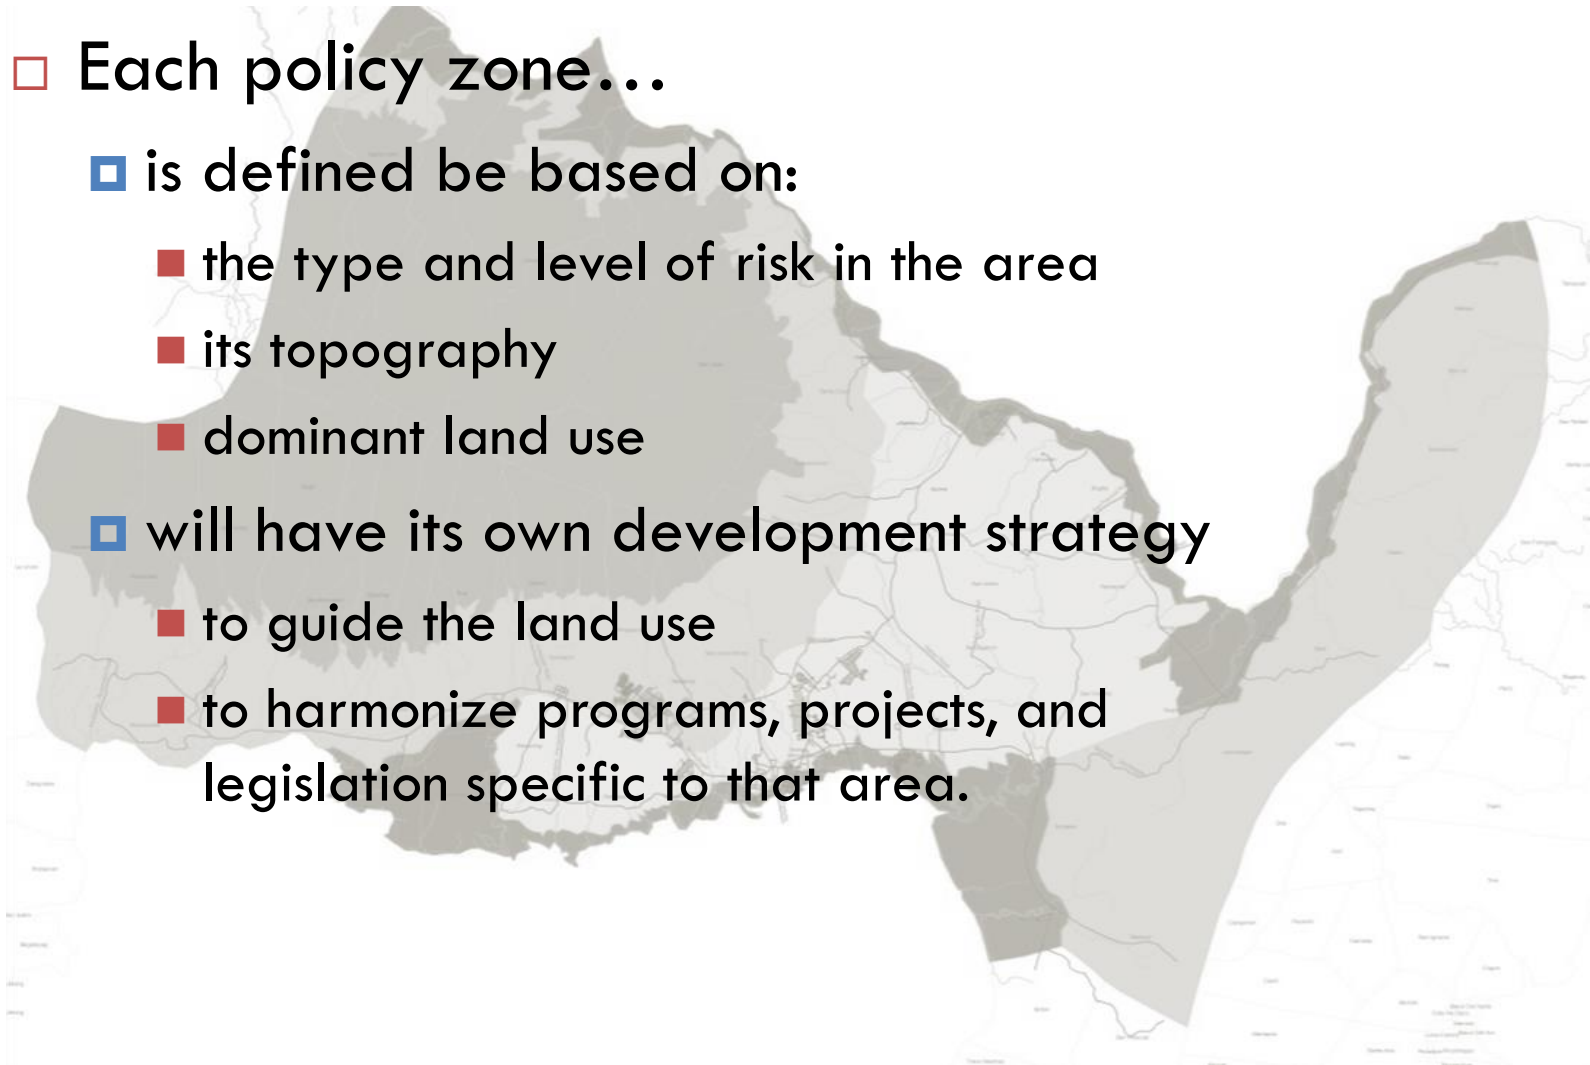 Each policy zone...
is defined be based on:
the type and level of risk in the area
its topography
dominant land use
will have its own development strategy
to guide the land use
to harmonize programs, projects, and
legislation specific to that area.